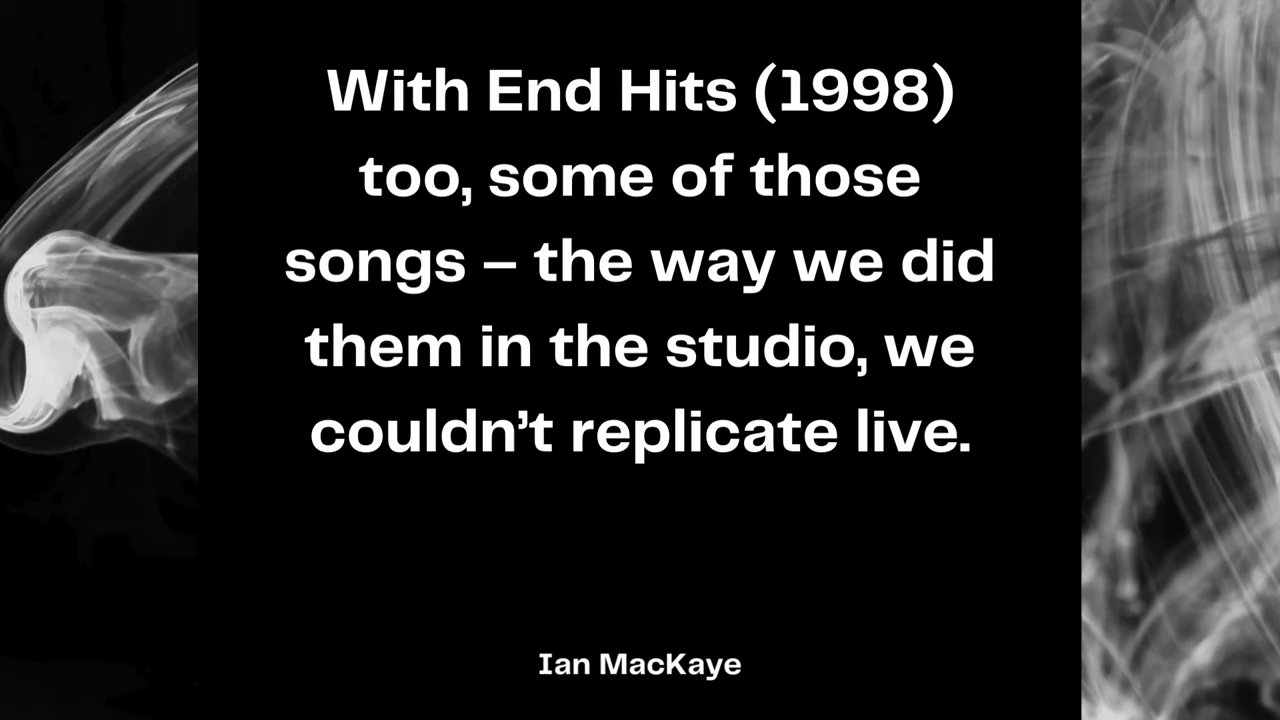 With End Hits (1998)
too, some of those
songs – the way we did
them in the studio, we
couldn’t replicate live.
Ian MacKaye